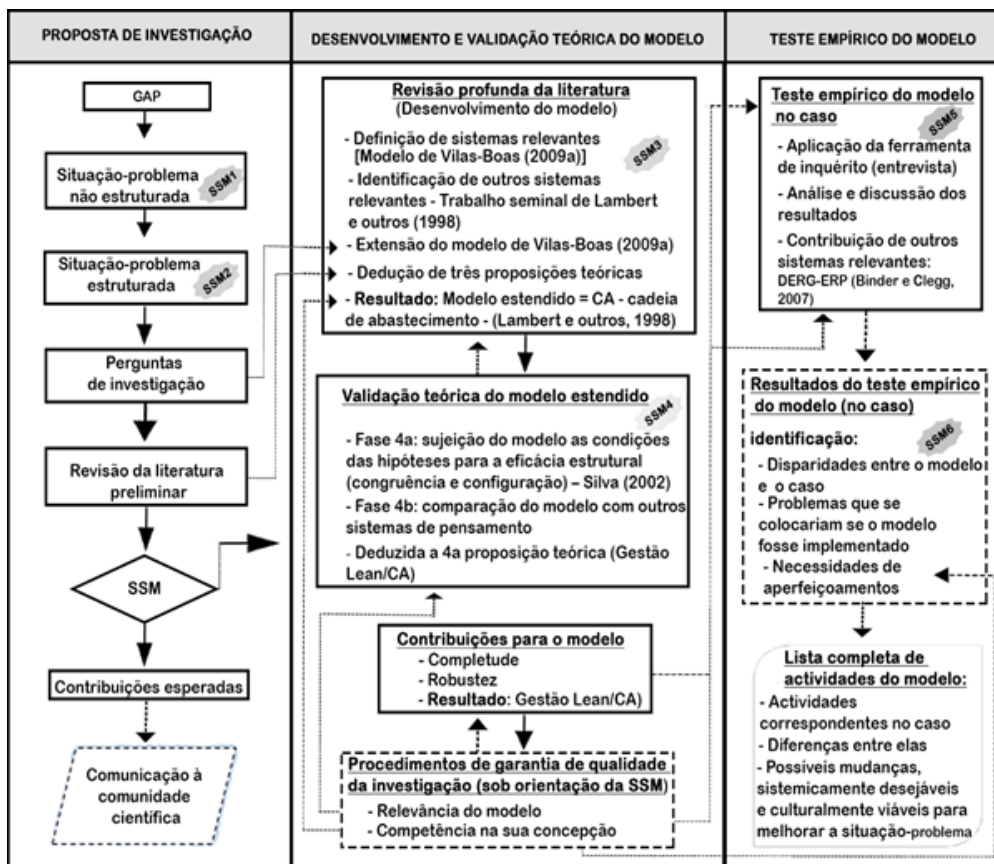 PROPOSTA DE INVESTIGAÇÃO
GAP
Situação-problema
não estruturada
SSM1
Situação-problema
estruturada
SSM2
Perguntas
de investigação
Revisão da literatura
preliminar
SSM
Contribuições esperadas
Comunicação à
comunidade
científica
DESENVOLVIMENTO E VALIDAÇÃO TEÓRICA DO MODELO
Revisão profunda da literatura
(Desenvolvimento do modelo)
SSM3
- Definição de sistemas relevantes
[Modelo de Vilas-Boas (2009a)]
- Identificação de outros sistemas
relevantes - Trabalho seminal de Lambert
e outros (1998)
- Extensão do modelo de Vilas-Boas (2009a)
- Dedução de três proposições teóricas
- Resultado: Modelo estendido = CA - cadeia
de abastecimento - (Lambert e outros, 1998)
Validação teórica do modelo estendido
SSM4
- Fase 4a: sujeição do modelo as condições
das hipóteses para a eficácia estrutural
(congruência e configuração) – Silva (2002)
- Fase 4b: comparação do modelo com outros
sistemas de pensamento
- Deduzida a 4a proposição teórica (Gestão
Lean/CA)
Contribuições para o modelo
- Completude
- Robustez
- Resultado: Gestão Lean/CA)
Procedimentos de garantia de qualidade
da investigação (sob orientação da SSM)
- Relevância do modelo
- Competência na sua concepção
TESTE EMPÍRICO DO MODELO
Teste empírico do modelo
no caso
SSM5
- Aplicação da ferramenta
de inquérito (entrevista)
- Análise e discussão dos
resultados
- Contribuição de outros
sistemas relevantes:
DERG-ERP (Binder e Clegg,
2007)
Resultados do teste empírico
do modelo (no caso)
SSM6
identificação:
- Disparidades entre o modelo
e o caso
- Problemas que se
colocariam se o modelo
fosse implementado
- Necessidades de
aperfeiçoamentos
Lista completa de
actividades do modelo:
- Actividades
correspondentes no caso
- Diferenças entre elas
- Possíveis mudanças,
sistemicamente desejáveis
e culturalmente viáveis para
melhorar a situação-problema